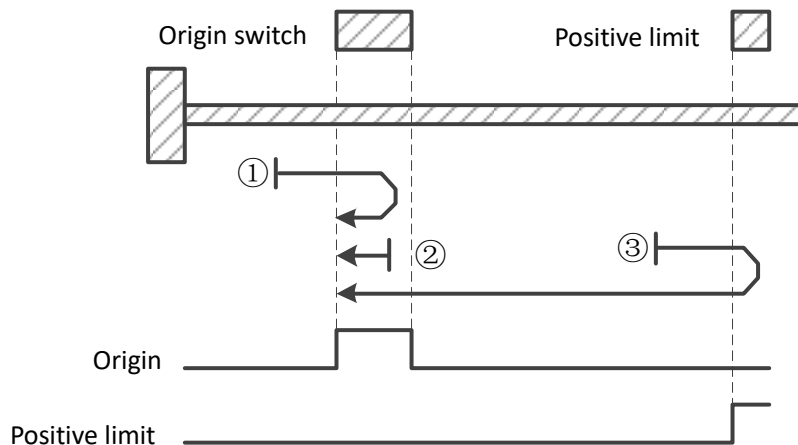 Origin switch
Positive limit
①
②
③
Origin
Positive limit